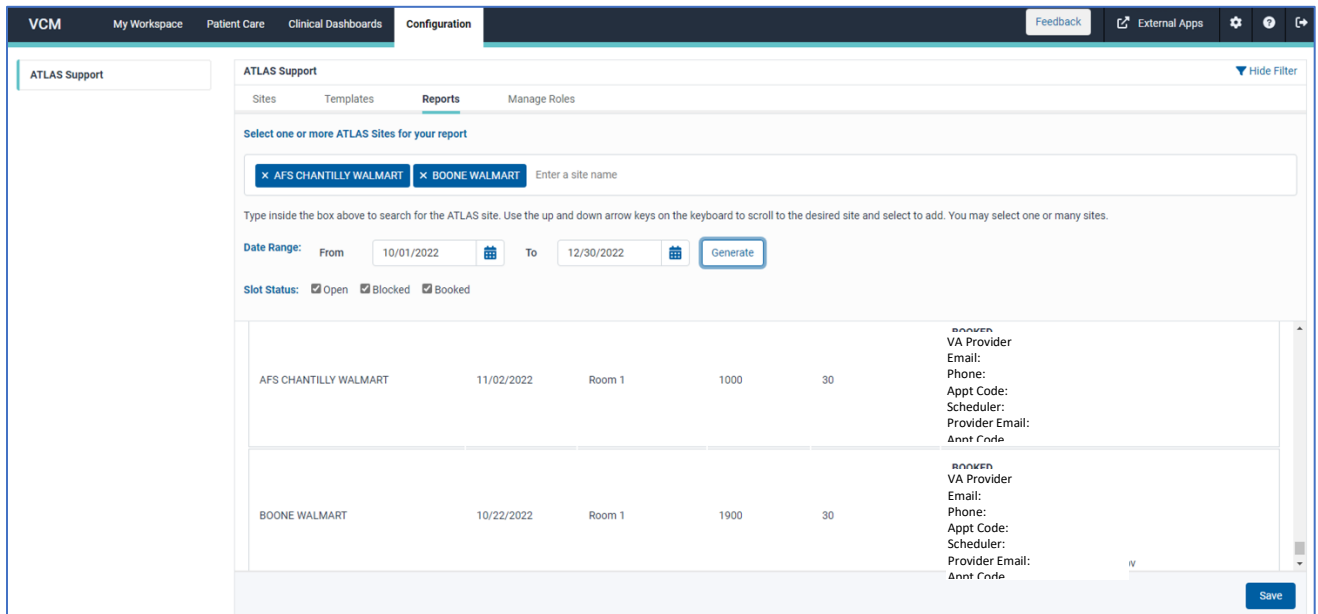 VCM My Workspace Patient Care Clinical Dashboards Configuration Feedback External Apps
ATLAS Support
ATLAS Support Hide Filter
Sites Templates Reports Manage Roles
Select one or more ATLAS Sites for your report
× AFS CHANTILLY WALMART × BOONE WALMART Enter a site name
Type inside the box above to search for the ATLAS site. Use the up and down arrow keys on the keyboard to scroll to the desired site and select to add. You may select one or many sites.
Date Range: From 10/01/2022 To 12/30/2022 Generate
Slot Status: Open Blocked Booked
BOOKED
VA Provider
Email:
Phone:
AFS CHANTILLY WALMART 11/02/2022 Room 1 1000 30
Appt Code:
Scheduler:
Provider Email:
Appt Code
BOOKED
VA Provider
Email:
Phone:
BOONE WALMART 10/22/2022 Room 1 1900 30
Appt Code:
Scheduler:
Provider Email:
Appt Code
Save